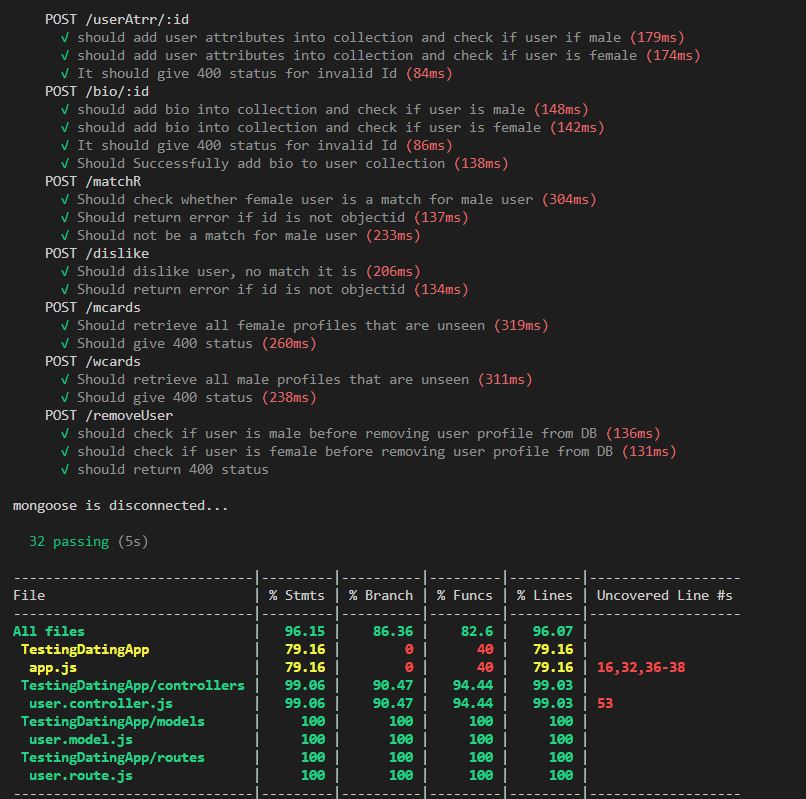 POST /userAtrr/:id
√ should add user attributes into collection and check if user if male (179ms)
√ should add user attributes into collection and check if user is female (174ms)
√ It should give 400 status for invalid Id (84ms)
POST /bio/:id
√ should add bio into collection and check if user is male (148ms)
√ should add bio into collection and check if user is female (142ms)
√ It should give 400 status for invalid Id (86ms)
√ Should Successfully add bio to user collection (138ms)
POST /matchR
√ Should check whether female user is a match for male user (304ms)
√ Should return error if id is not objectid (137ms)
√ Should not be a match for male user (233ms)
POST /dislike
√ Should dislike user, no match it is (206ms)
√ Should return error if id is not objectid (134ms)
POST /mcards
√ Should retrieve all female profiles that are unseen (319ms)
√ Should give 400 status (260ms)
POST /wcards
√ Should retrieve all male profiles that are unseen (311ms)
√ Should give 400 status (238ms)
POST /removeUser
√ should check if user is male before removing user profile from DB (136ms)
√ should check if user is female before removing user profile from DB (131ms)
√ should return 400 status
mongoose is disconnected...
32 passing (5s)
------------------------------|---------|----------|---------|---------|-------------------
File | % Stmts | % Branch | % Funcs | % Lines | Uncovered Line #s
------------------------------|---------|----------|---------|---------|-------------------
All files | 96.15 | 86.36 | 82.6 | 96.07 |
TestingDatingApp | 79.16 | 0 | 40 | 79.16 |
app.js | 79.16 | 0 | 40 | 79.16 | 16,32,36-38
TestingDatingApp/controllers | 99.06 | 90.47 | 94.44 | 99.03 |
user.controller.js | 99.06 | 90.47 | 94.44 | 99.03 | 53
TestingDatingApp/models | 100 | 100 | 100 | 100 |
user.model.js | 100 | 100 | 100 | 100 |
TestingDatingApp/routes | 100 | 100 | 100 | 100 |
user.route.js | 100 | 100 | 100 | 100 |
------------------------------|---------|----------|---------|---------|-------------------